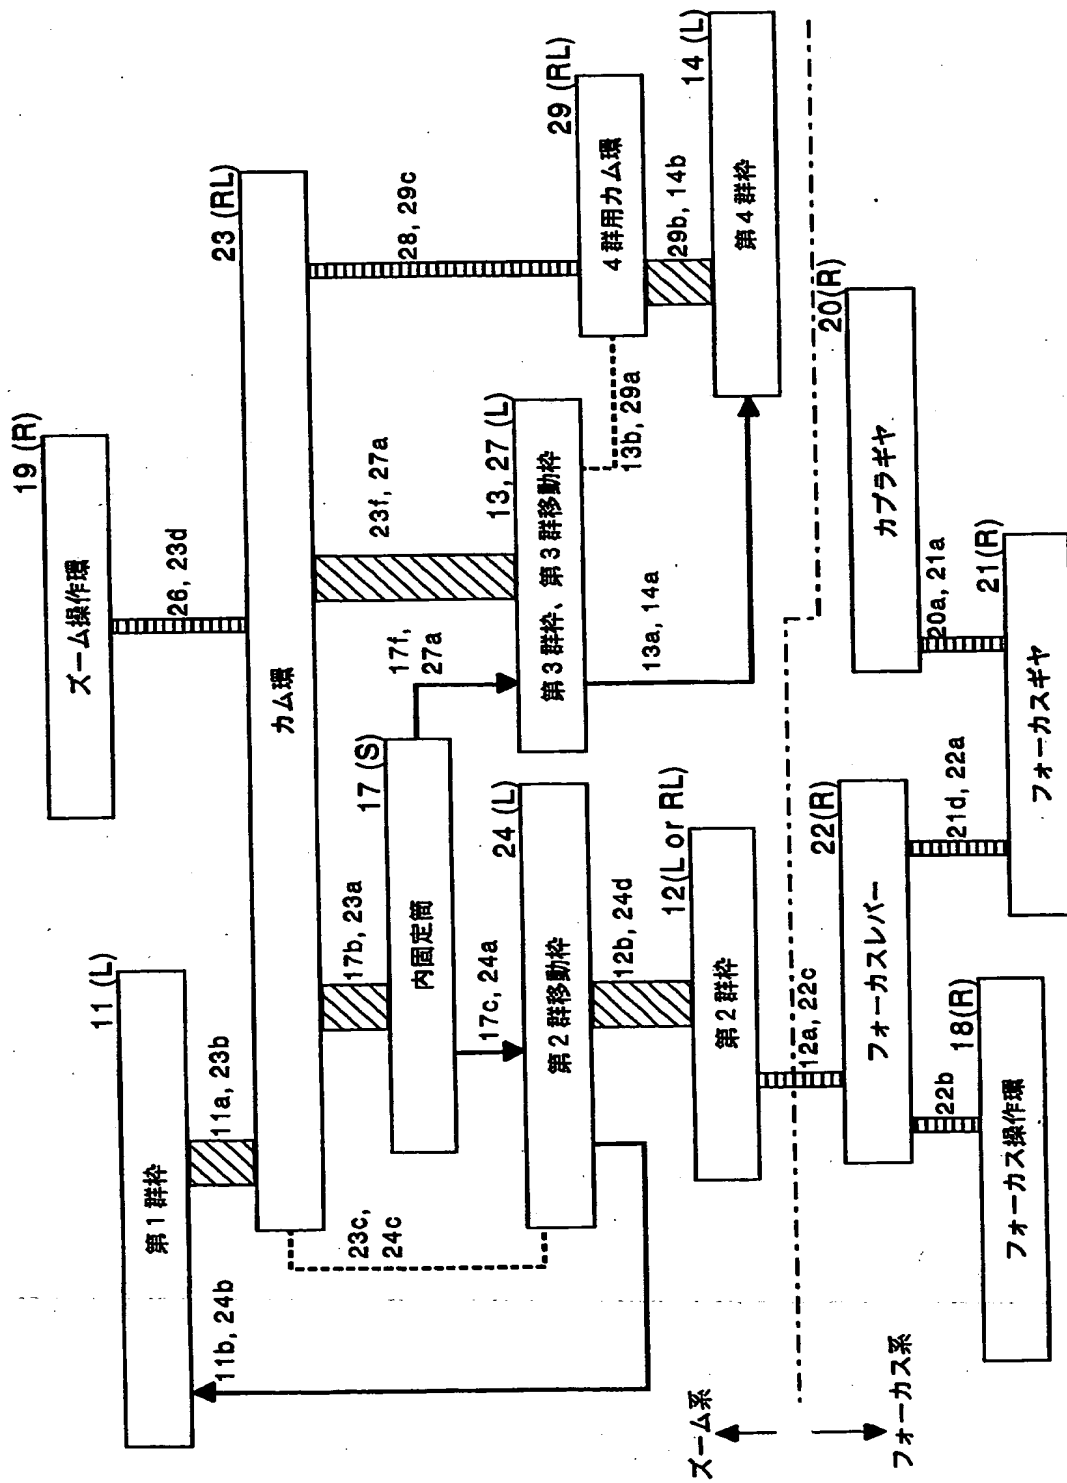 19 (R)
ズーム操作環
26, 23d
23 (RL)
カム環
11 (L)
第1群枠
11a, 23b
11b, 24b
17b, 23a
17 (S)
内固定筒
17c, 24a
17f,
27a
23f, 27a
28, 29c
29 (RL)
4群用カム環
13, 27 (L)
第3群枠、第3群移動枠
13b, 29a
29b, 14b
14 (L)
第4群枠
13a, 14a
23c,
24c
24 (L)
第2群移動枠
12b, 24d
12(L or RL)
第2群枠
12a, 22c
ズーム系
フォーカス系
22(R)
フォーカスレバー
20(R)
カプラギヤ
20a, 21a
21d, 22a
21(R)
フォーカスギヤ
22b
18(R)
フォーカス操作環